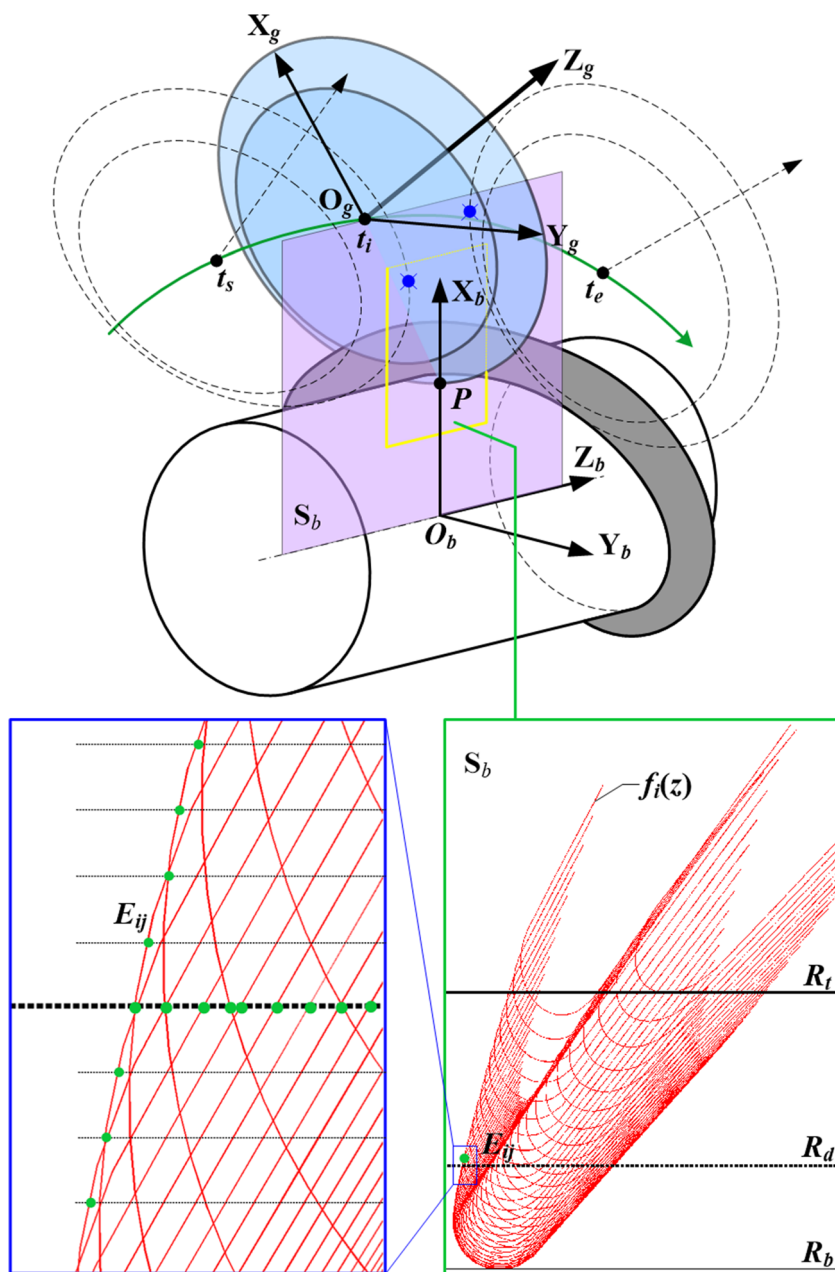 X_g
Z_g
O_g
t_i
Y_g
t_s
t_e
X_b
P
Z_b
S_b
O_b
Y_b
S_b
f_i(z)
E_ij
R_t
E_ij
R_d
R_b